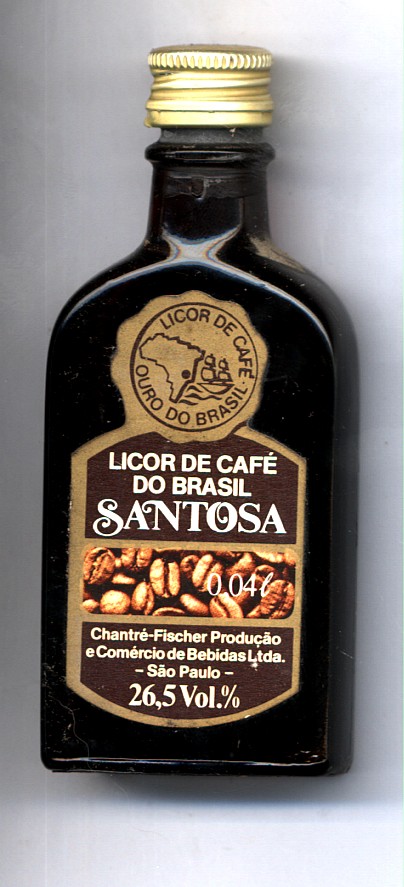 LICOR DE CAFÉ
OURO DO BRASIL
LICOR DE CAFÉ
DO BRASIL
SANTOSA
0,04ℓ
Chantré-Fischer Produção
e Comércio de Bebidas Ltda.
– São Paulo –
26,5 Vol.%